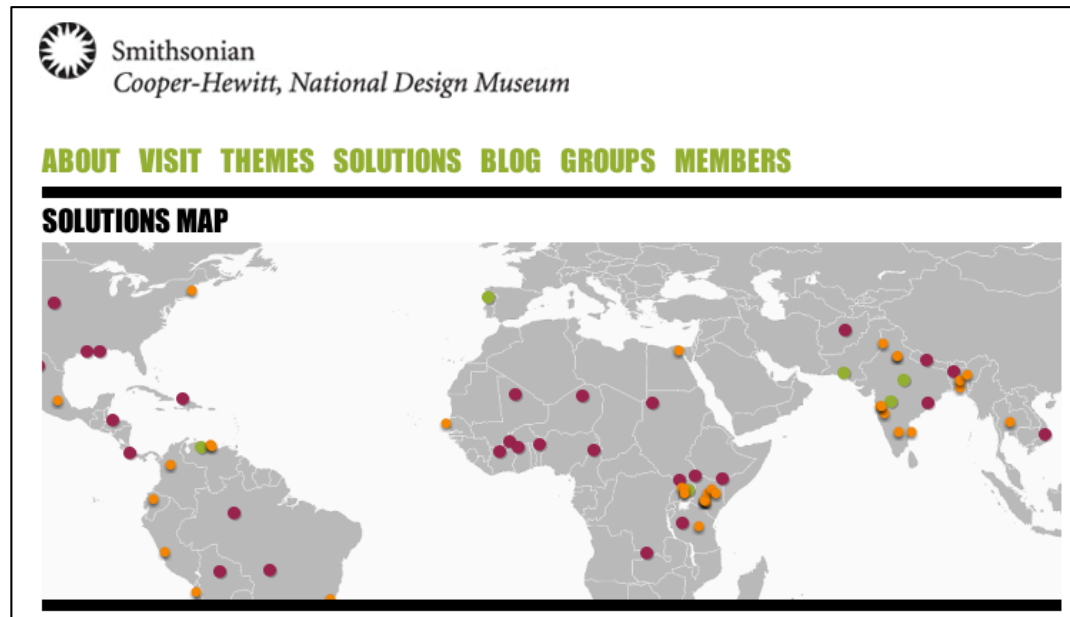 Smithsonian
Cooper-Hewitt, National Design Museum
ABOUT VISIT THEMES SOLUTIONS BLOG GROUPS MEMBERS
SOLUTIONS MAP